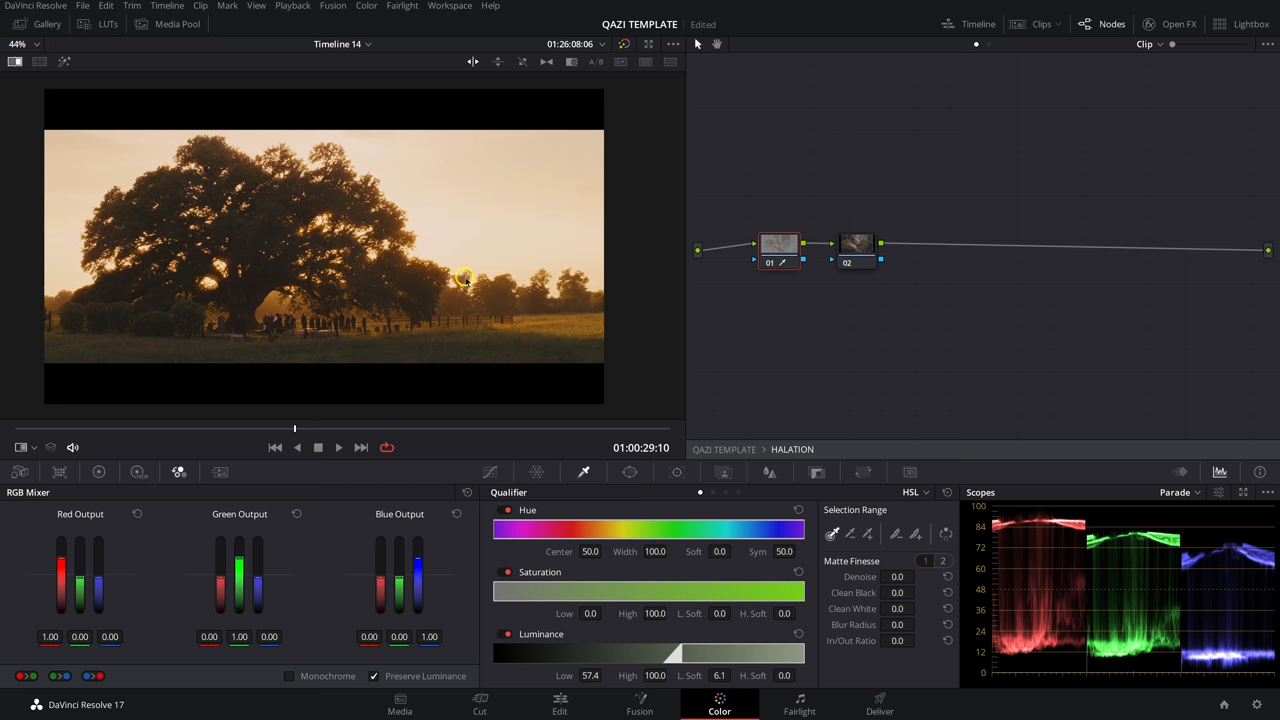 DaVinci Resolve File Edit Trim Timeline Clip Mark View Playback Fusion Color Fairlight Workspace Help
Gallery LUTs Media Pool QAZI TEMPLATE Edited Timeline Clips Nodes Open FX Lightbox
44% Timeline 14 01:26:08:06 Clip
A/B
01 02
01:00:29:10
QAZI TEMPLATE > HALATION
RGB Mixer Qualifier HSL Scopes Parade
Red Output Green Output Blue Output
1.00 0.00 0.00 0.00 1.00 0.00 0.00 0.00 1.00
Monochrome Preserve Luminance
Hue
Center 50.0 Width 100.0 Soft 0.0 Sym 50.0
Saturation
Low 0.0 High 100.0 L. Soft 0.0 H. Soft 0.0
Luminance
Low 57.4 High 100.0 L. Soft 6.1 H. Soft 0.0
Selection Range
Matte Finesse 1 2
Denoise 0.0
Clean Black 0.0
Clean White 0.0
Blur Radius 0.0
In/Out Ratio 0.0
100
84
72
60
48
36
24
12
0
DaVinci Resolve 17 Media Cut Edit Fusion Color Fairlight Deliver